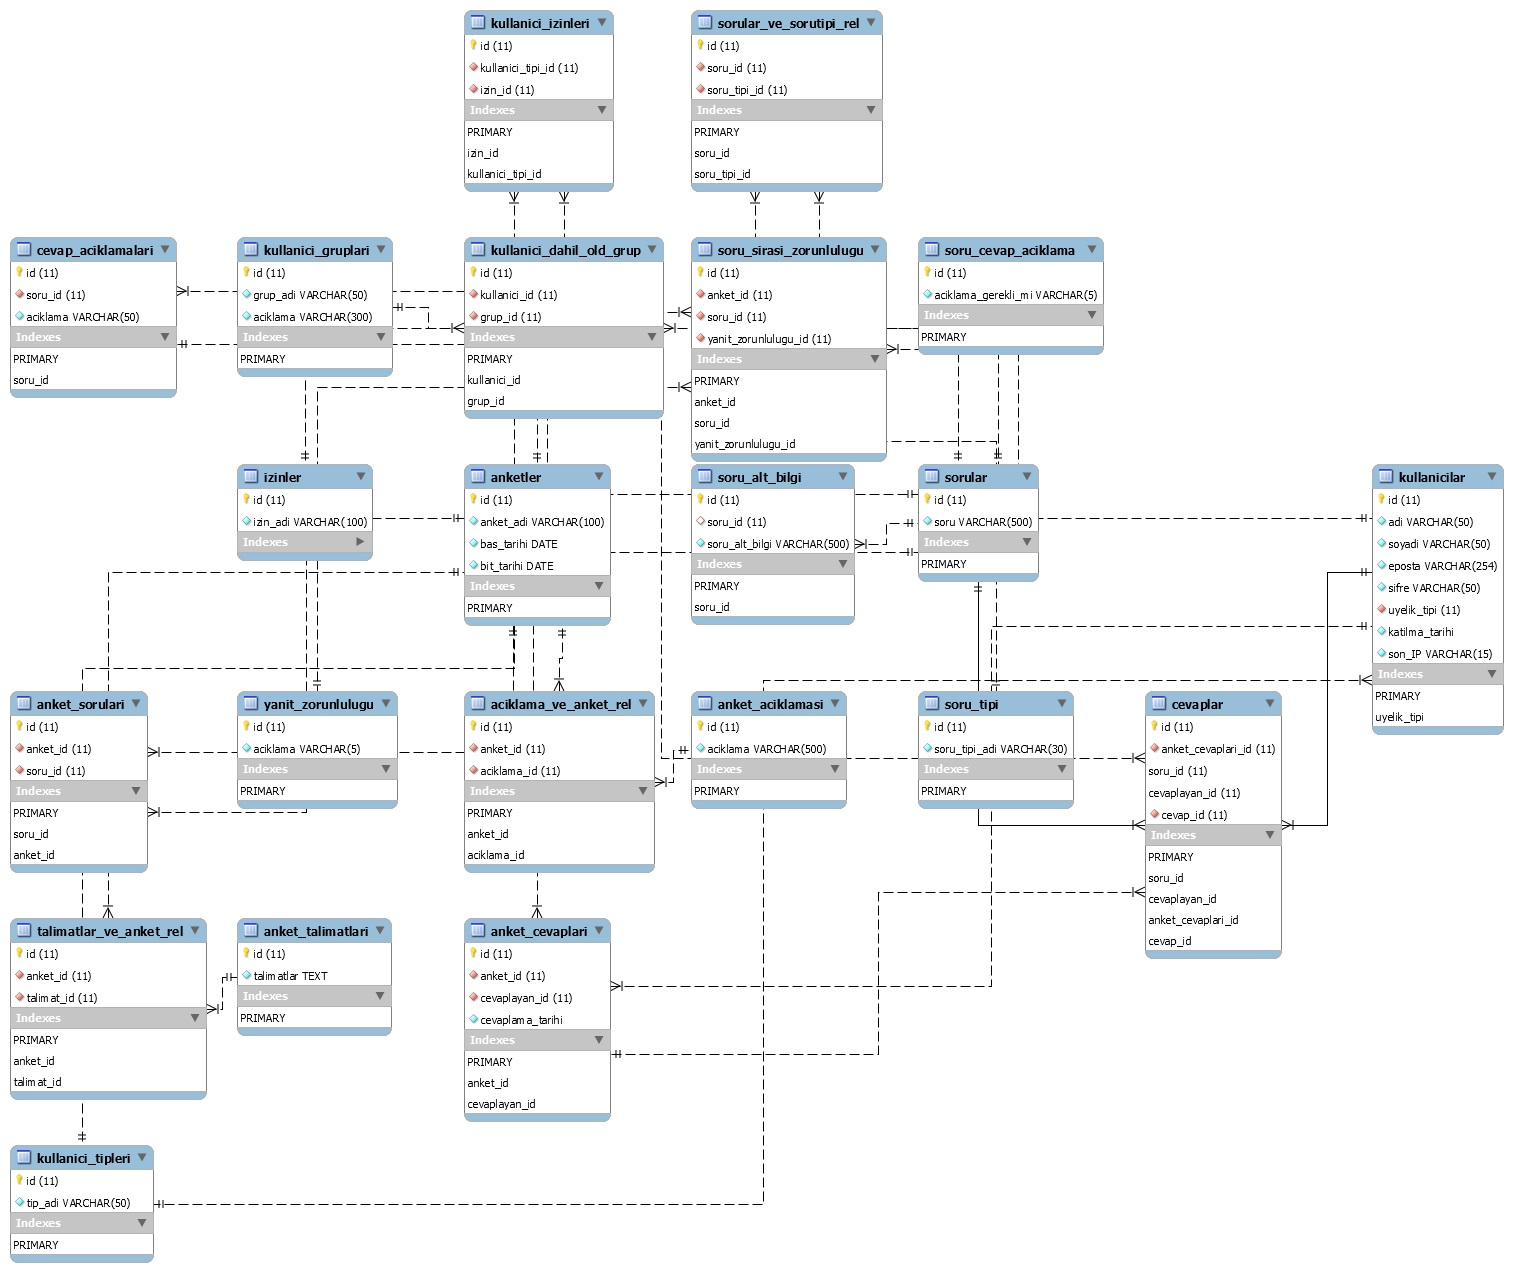 kullanici_izinleri
id (11)
kullanici_tipi_id (11)
izin_id (11)
Indexes
PRIMARY
izin_id
kullanici_tipi_id
sorular_ve_sorutipi_rel
id (11)
soru_id (11)
soru_tipi_id (11)
Indexes
PRIMARY
soru_id
soru_tipi_id
cevap_aciklamalari
id (11)
soru_id (11)
aciklama VARCHAR(50)
Indexes
PRIMARY
soru_id
kullanici_gruplari
id (11)
grup_adi VARCHAR(50)
aciklama VARCHAR(300)
Indexes
PRIMARY
kullanici_dahil_old_grup
id (11)
kullanici_id (11)
grup_id (11)
Indexes
PRIMARY
kullanici_id
grup_id
soru_sirasi_zorunlulugu
id (11)
anket_id (11)
soru_id (11)
yanit_zorunlulugu_id (11)
Indexes
PRIMARY
anket_id
soru_id
yanit_zorunlulugu_id
soru_cevap_aciklama
id (11)
aciklama_gerekli_mi VARCHAR(5)
Indexes
PRIMARY
izinler
id (11)
izin_adi VARCHAR(100)
Indexes
anketler
id (11)
anket_adi VARCHAR(100)
bas_tarihi DATE
bit_tarihi DATE
Indexes
PRIMARY
soru_alt_bilgi
id (11)
soru_id (11)
soru_alt_bilgi VARCHAR(500)
Indexes
PRIMARY
soru_id
sorular
id (11)
soru VARCHAR(500)
Indexes
PRIMARY
kullanicilar
id (11)
adi VARCHAR(50)
soyadi VARCHAR(50)
eposta VARCHAR(254)
sifre VARCHAR(50)
uyelik_tipi (11)
katilma_tarihi
son_IP VARCHAR(15)
Indexes
PRIMARY
uyelik_tipi
anket_sorulari
id (11)
anket_id (11)
soru_id (11)
Indexes
PRIMARY
soru_id
anket_id
yanit_zorunlulugu
id (11)
aciklama VARCHAR(5)
Indexes
PRIMARY
aciklama_ve_anket_rel
id (11)
anket_id (11)
aciklama_id (11)
Indexes
PRIMARY
anket_id
aciklama_id
anket_aciklamasi
id (11)
aciklama VARCHAR(500)
Indexes
PRIMARY
soru_tipi
id (11)
soru_tipi_adi VARCHAR(30)
Indexes
PRIMARY
cevaplar
id (11)
anket_cevaplari_id (11)
soru_id (11)
cevaplayan_id (11)
cevap_id (11)
Indexes
PRIMARY
soru_id
cevaplayan_id
anket_cevaplari_id
cevap_id
talimatlar_ve_anket_rel
id (11)
anket_id (11)
talimat_id (11)
Indexes
PRIMARY
anket_id
talimat_id
anket_talimatlari
id (11)
talimatlar TEXT
Indexes
PRIMARY
anket_cevaplari
id (11)
anket_id (11)
cevaplayan_id (11)
cevaplama_tarihi
Indexes
PRIMARY
anket_id
cevaplayan_id
kullanici_tipleri
id (11)
tip_adi VARCHAR(50)
Indexes
PRIMARY